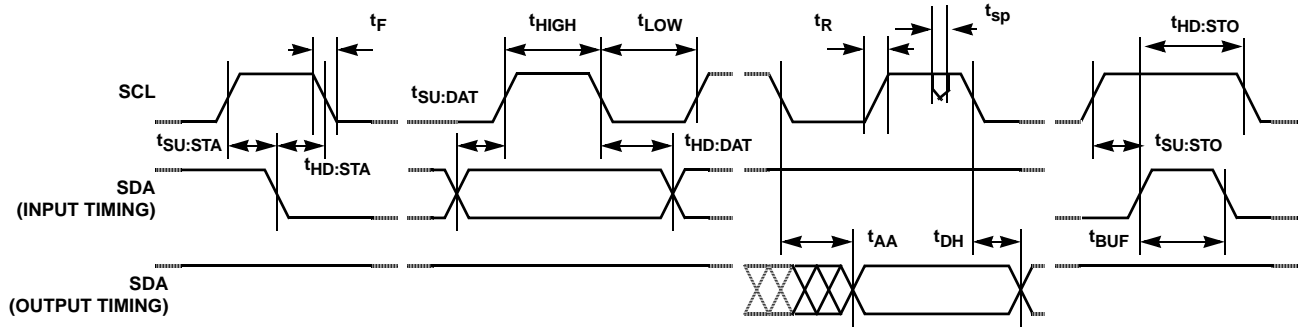 tF
tHIGH
tLOW
tR
tsp
tHD:STO
SCL
tSU:DAT
tSU:STA
tHD:STA
tHD:DAT
tSU:STO
SDA
(INPUT TIMING)
tAA
tDH
tBUF
SDA
(OUTPUT TIMING)